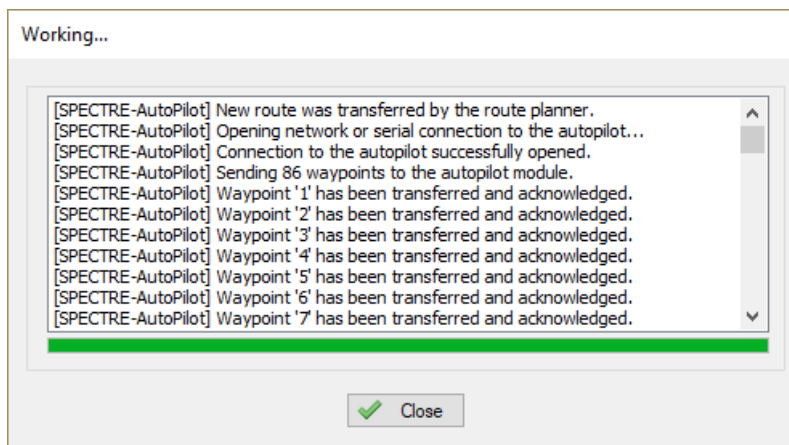 Working...
[SPECTRE-AutoPilot] New route was transferred by the route planner.
[SPECTRE-AutoPilot] Opening network or serial connection to the autopilot...
[SPECTRE-AutoPilot] Connection to the autopilot successfully opened.
[SPECTRE-AutoPilot] Sending 86 waypoints to the autopilot module.
[SPECTRE-AutoPilot] Waypoint '1' has been transferred and acknowledged.
[SPECTRE-AutoPilot] Waypoint '2' has been transferred and acknowledged.
[SPECTRE-AutoPilot] Waypoint '3' has been transferred and acknowledged.
[SPECTRE-AutoPilot] Waypoint '4' has been transferred and acknowledged.
[SPECTRE-AutoPilot] Waypoint '5' has been transferred and acknowledged.
[SPECTRE-AutoPilot] Waypoint '6' has been transferred and acknowledged.
[SPECTRE-AutoPilot] Waypoint '7' has been transferred and acknowledged.
Close